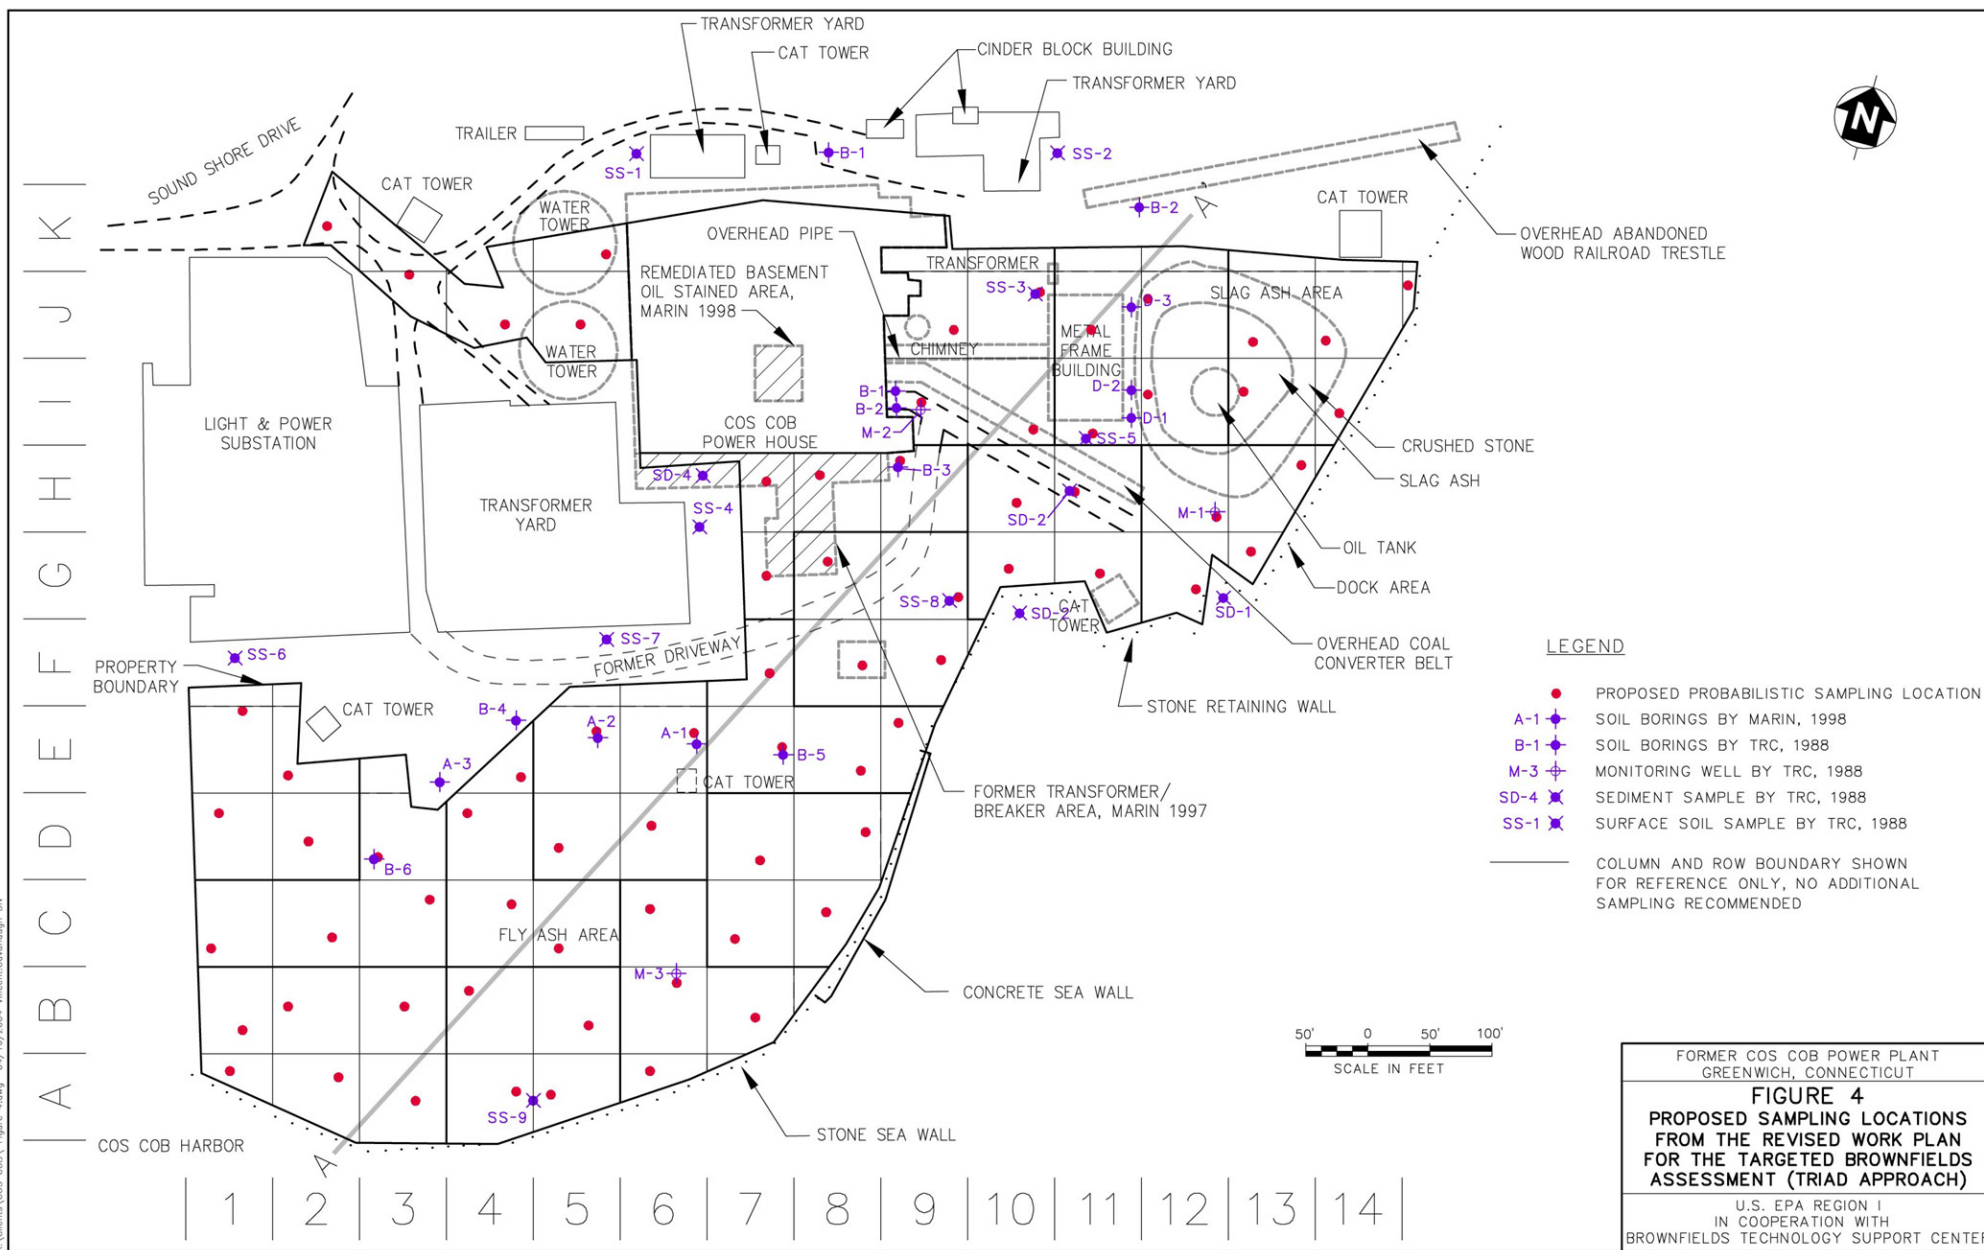 TRANSFORMER YARD
CAT TOWER
CINDER BLOCK BUILDING
TRANSFORMER YARD
N
SOUND SHORE DRIVE
TRAILER
SS-1
B-1
SS-2
CAT TOWER
WATER
TOWER
B-2
A'
CAT TOWER
OVERHEAD ABANDONED
WOOD RAILROAD TRESTLE
OVERHEAD PIPE
REMEDIATED BASEMENT
OIL STAINED AREA,
MARIN 1998
TRANSFORMER
SS-3
D-3
SLAG ASH AREA
WATER
TOWER
CHIMNEY
METAL
FRAME
BUILDING
B-1
B-2
M-2
D-2
D-1
SS-5
LIGHT & POWER
SUBSTATION
COS COB
POWER HOUSE
CRUSHED STONE
SLAG ASH
SD-4
B-3
SS-4
TRANSFORMER
YARD
SD-2
M-1
OIL TANK
DOCK AREA
SS-8
SD-2
CAT
TOWER
SD-1
SS-7
FORMER DRIVEWAY
SS-6
PROPERTY
BOUNDARY
OVERHEAD COAL
CONVERTER BELT
STONE RETAINING WALL
CAT TOWER
B-4
A-2
A-1
B-5
A-3
CAT TOWER
FORMER TRANSFORMER/
BREAKER AREA, MARIN 1997
B-6
FLY ASH AREA
M-3
CONCRETE SEA WALL
SS-9
STONE SEA WALL
COS COB HARBOR
A
K
J
I
H
G
F
E
D
C
B
A
1 2 3 4 5 6 7 8 9 10 11 12 13 14
LEGEND
PROPOSED PROBABILISTIC SAMPLING LOCATION
A-1 SOIL BORINGS BY MARIN, 1998
B-1 SOIL BORINGS BY TRC, 1988
M-3 MONITORING WELL BY TRC, 1988
SD-4 SEDIMENT SAMPLE BY TRC, 1988
SS-1 SURFACE SOIL SAMPLE BY TRC, 1988
COLUMN AND ROW BOUNDARY SHOWN
FOR REFERENCE ONLY, NO ADDITIONAL
SAMPLING RECOMMENDED
50' 0 50' 100'
SCALE IN FEET
FORMER COS COB POWER PLANT
GREENWICH, CONNECTICUT
FIGURE 4
PROPOSED SAMPLING LOCATIONS
FROM THE REVISED WORK PLAN
FOR THE TARGETED BROWNFIELDS
ASSESSMENT (TRIAD APPROACH)
U.S. EPA REGION I
IN COOPERATION WITH
BROWNFIELDS TECHNOLOGY SUPPORT CENTER